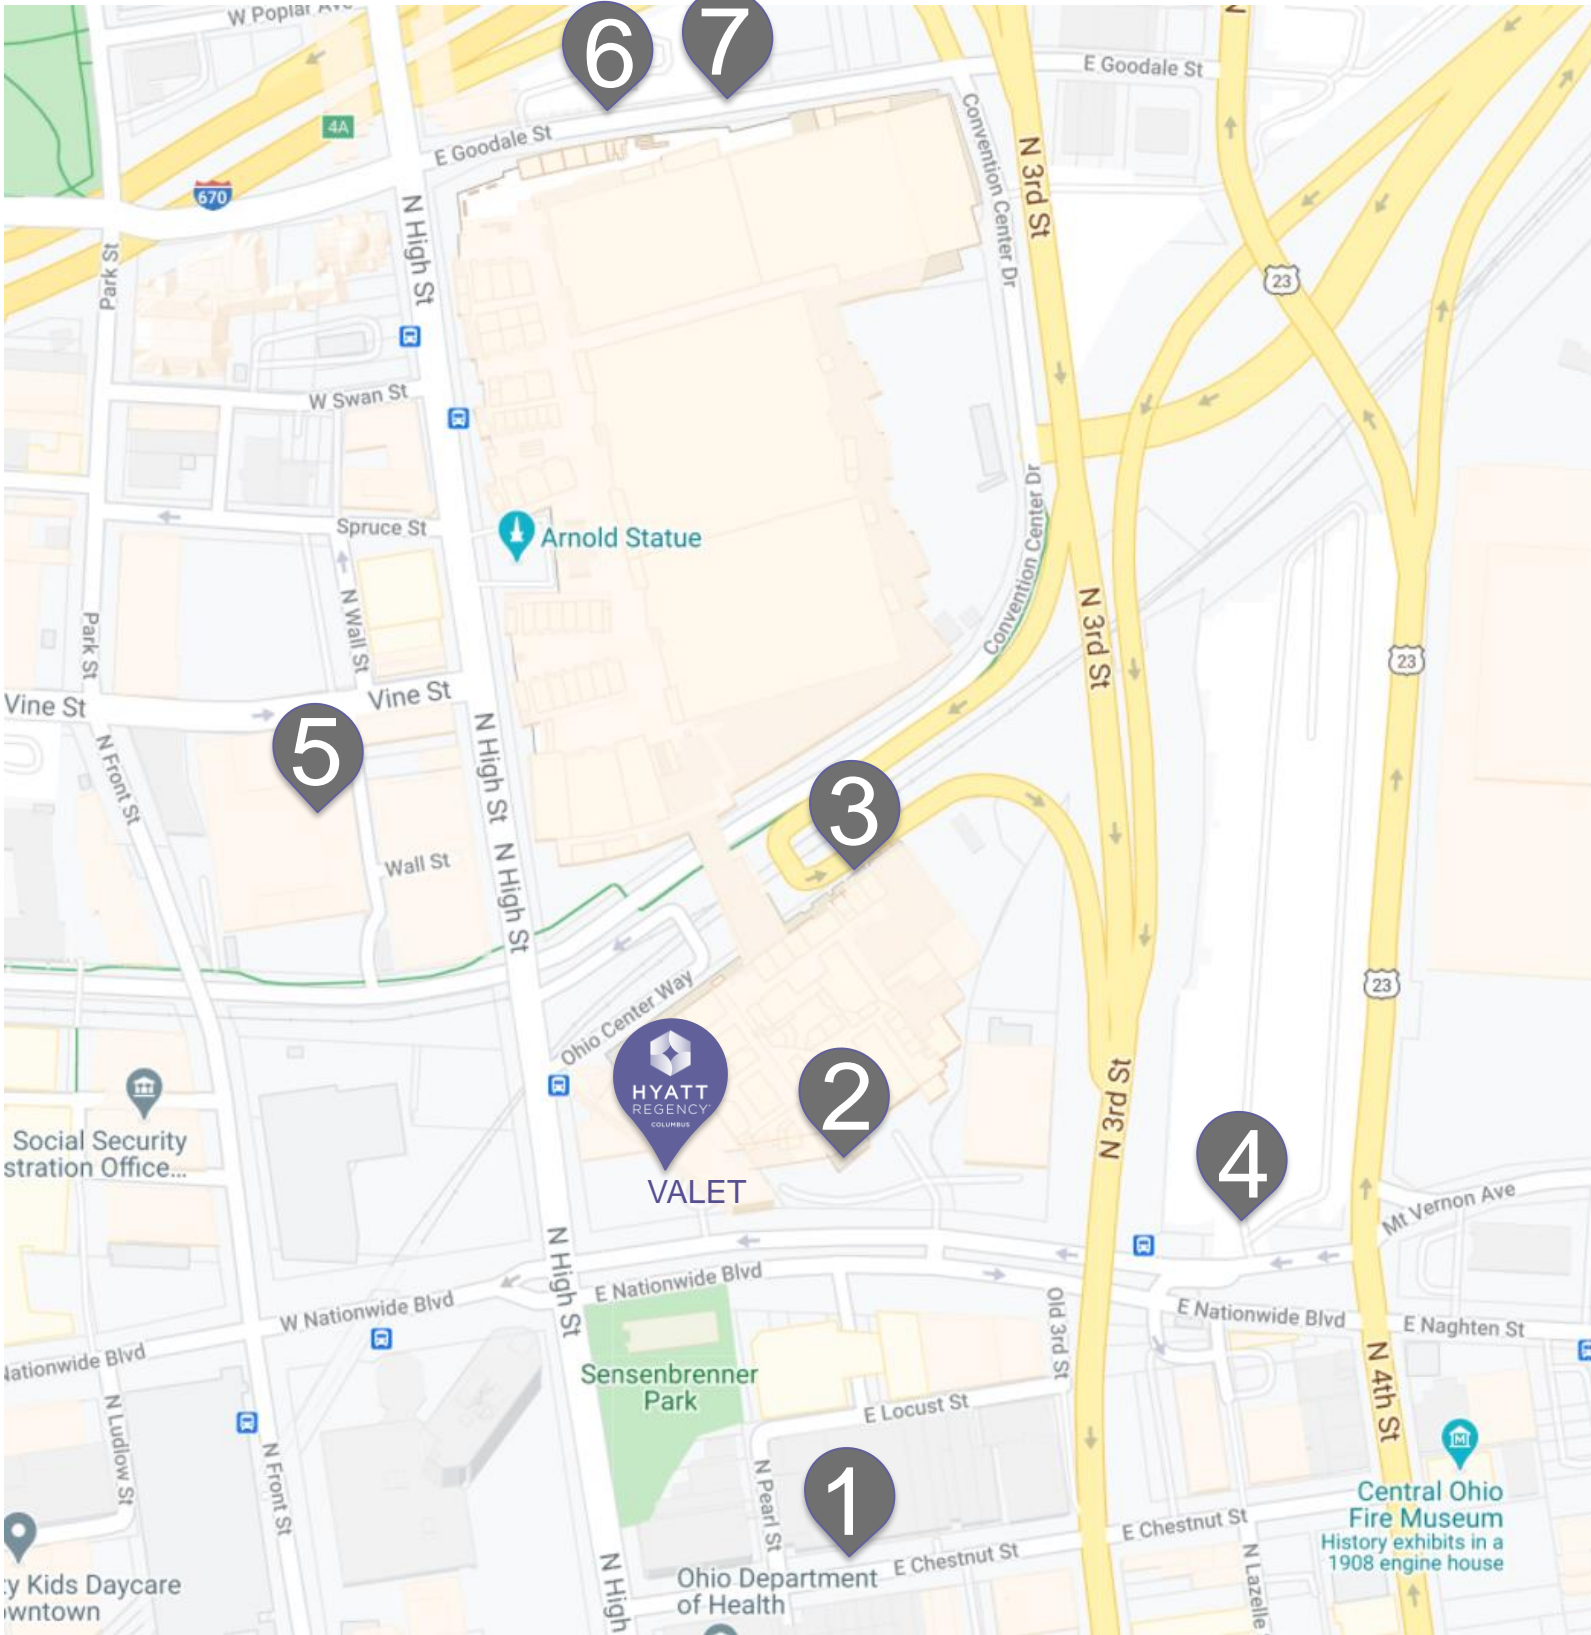 W Poplar Ave
6
7
N
E Goodale St
4A
E Goodale St
670
N High St
Convention Center Dr
N 3rd St
Park St
23
W Swan St
Spruce St
Arnold Statue
Convention Center Dr
N Wall St
Park St
N 3rd St
23
Vine St
Vine St
5
N Front St
N High St
3
Wall St
N High St
23
Ohio Center Way
HYATT
REGENCY
COLUMBUS
VALET
2
N 3rd St
4
Social Security
stration Office...
Mt Vernon Ave
N High St
E Nationwide Blvd
W Nationwide Blvd
Nationwide Blvd
Old 3rd St
E Nationwide Blvd
E Naghten St
Sensenbrenner
Park
N 4th St
E Locust St
N Ludlow St
N Front St
N Pearl St
1
Central Ohio
Fire Museum
History exhibits in a
1908 engine house
E Chestnut St
E Chestnut St
N High
N Lazelle
Ohio Department
of Health
ty Kids Daycare
owntown